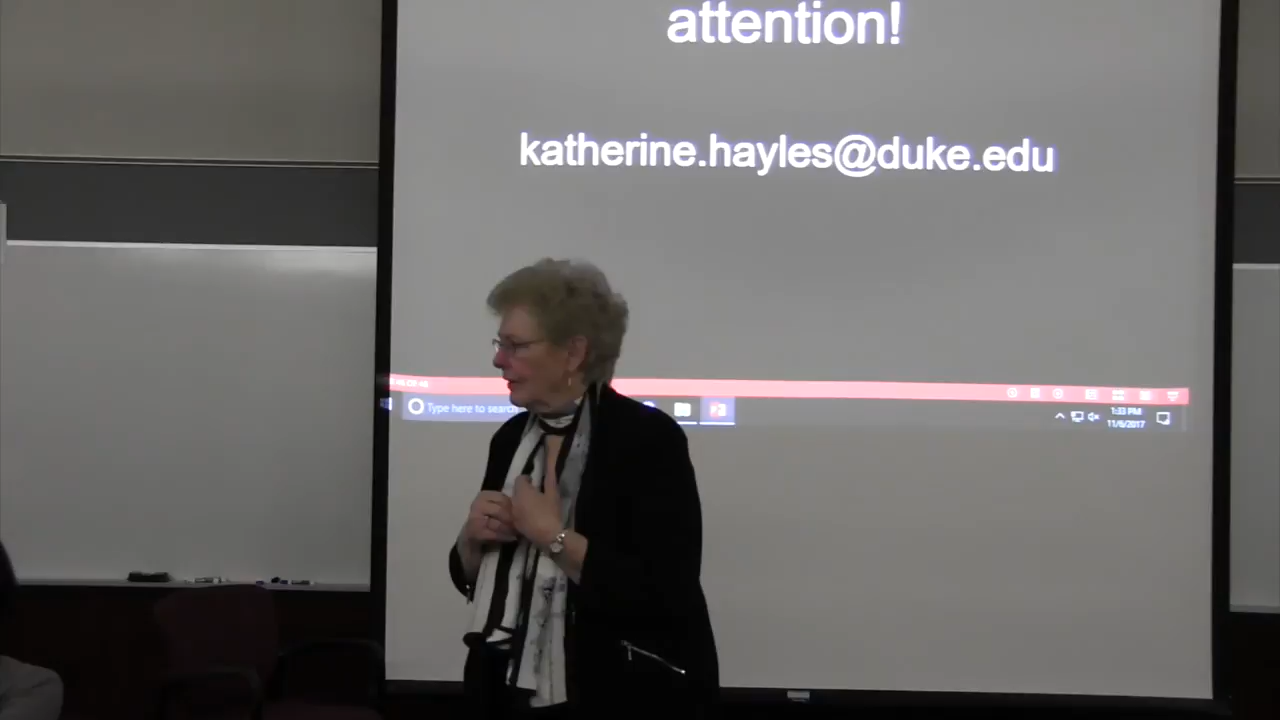 attention!
katherine.hayles@duke.edu
Type here to search
1:33 PM
11/6/2017